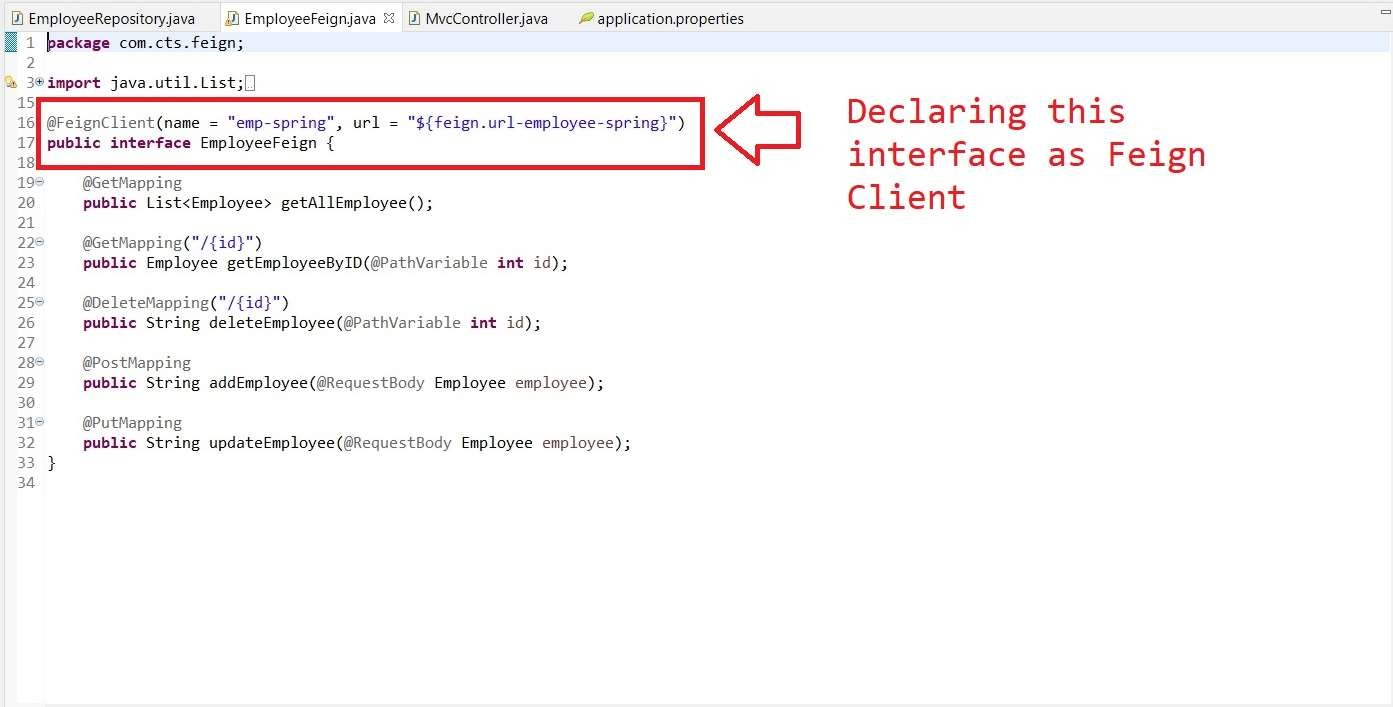 EmployeeRepository.java EmployeeFeign.java MvcController.java application.properties
1 package com.cts.feign;
2
3 import java.util.List;
15
16 @FeignClient(name = "emp-spring", url = "${feign.url-employee-spring}")
17 public interface EmployeeFeign {
18
19 @GetMapping
20 public List<Employee> getAllEmployee();
21
22 @GetMapping("/{id}")
23 public Employee getEmployeeByID(@PathVariable int id);
24
25 @DeleteMapping("/{id}")
26 public String deleteEmployee(@PathVariable int id);
27
28 @PostMapping
29 public String addEmployee(@RequestBody Employee employee);
30
31 @PutMapping
32 public String updateEmployee(@RequestBody Employee employee);
33 }
34
Declaring this
interface as Feign
Client